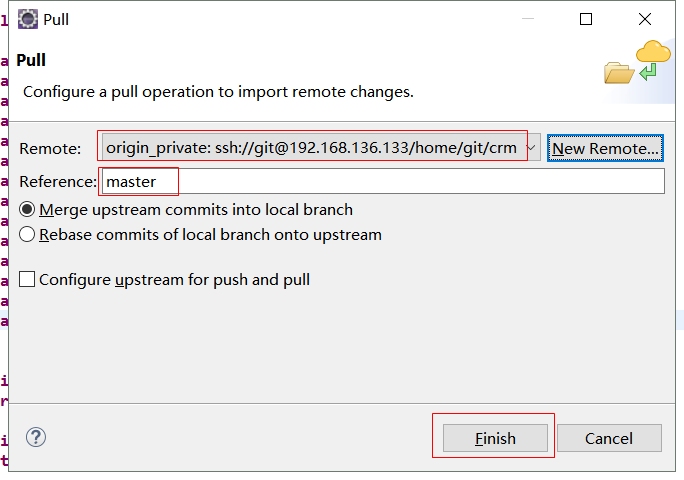 Pull
Pull
Configure a pull operation to import remote changes.
Remote: origin_private: ssh://git@192.168.136.133/home/git/crm New Remote...
Reference: master
Merge upstream commits into local branch
Rebase commits of local branch onto upstream
Configure upstream for push and pull
? Finish Cancel